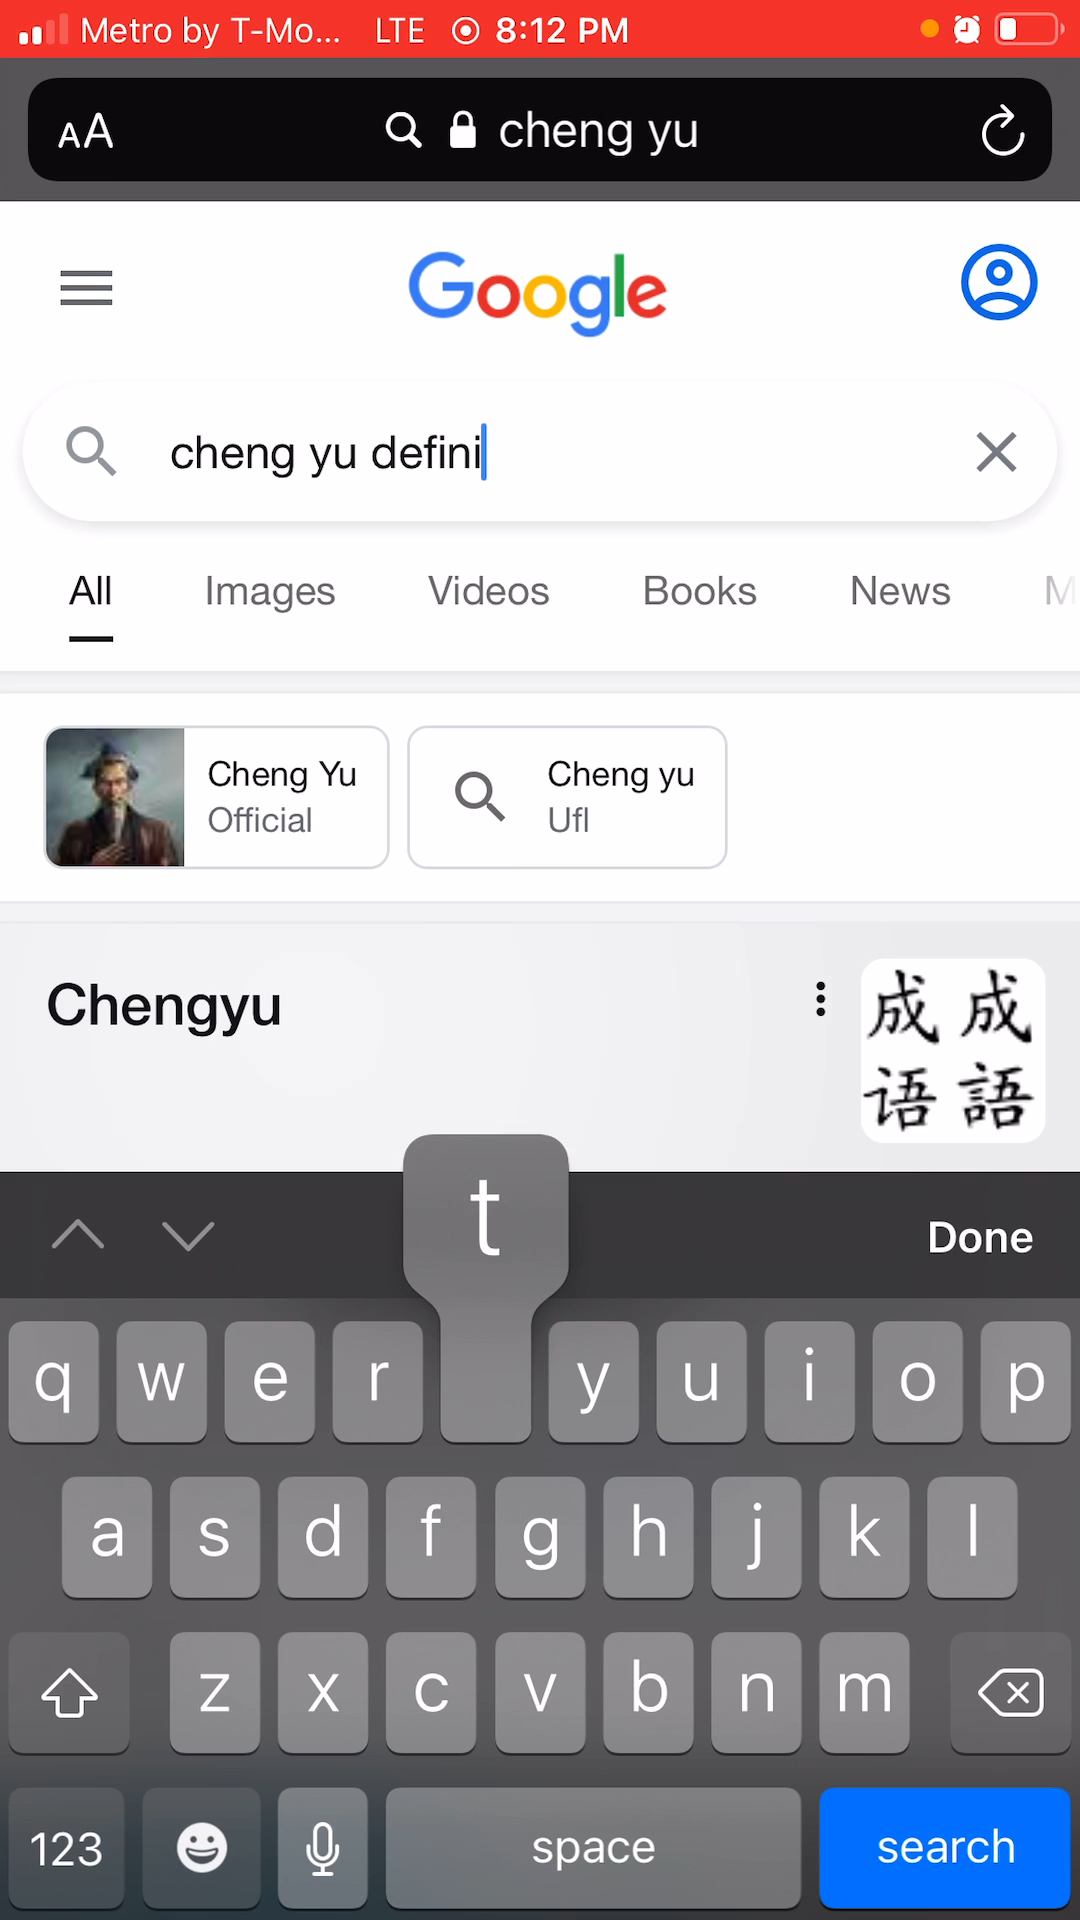 Metro by T-Mo... LTE 8:12 PM
AA cheng yu
Google
cheng yu defini
All Images Videos Books News M
Cheng Yu
Official
Cheng yu
Ufl
Chengyu
成 成
语 語
t
Done
q w e r y u i o p
a s d f g h j k l
z x c v b n m
123 space search